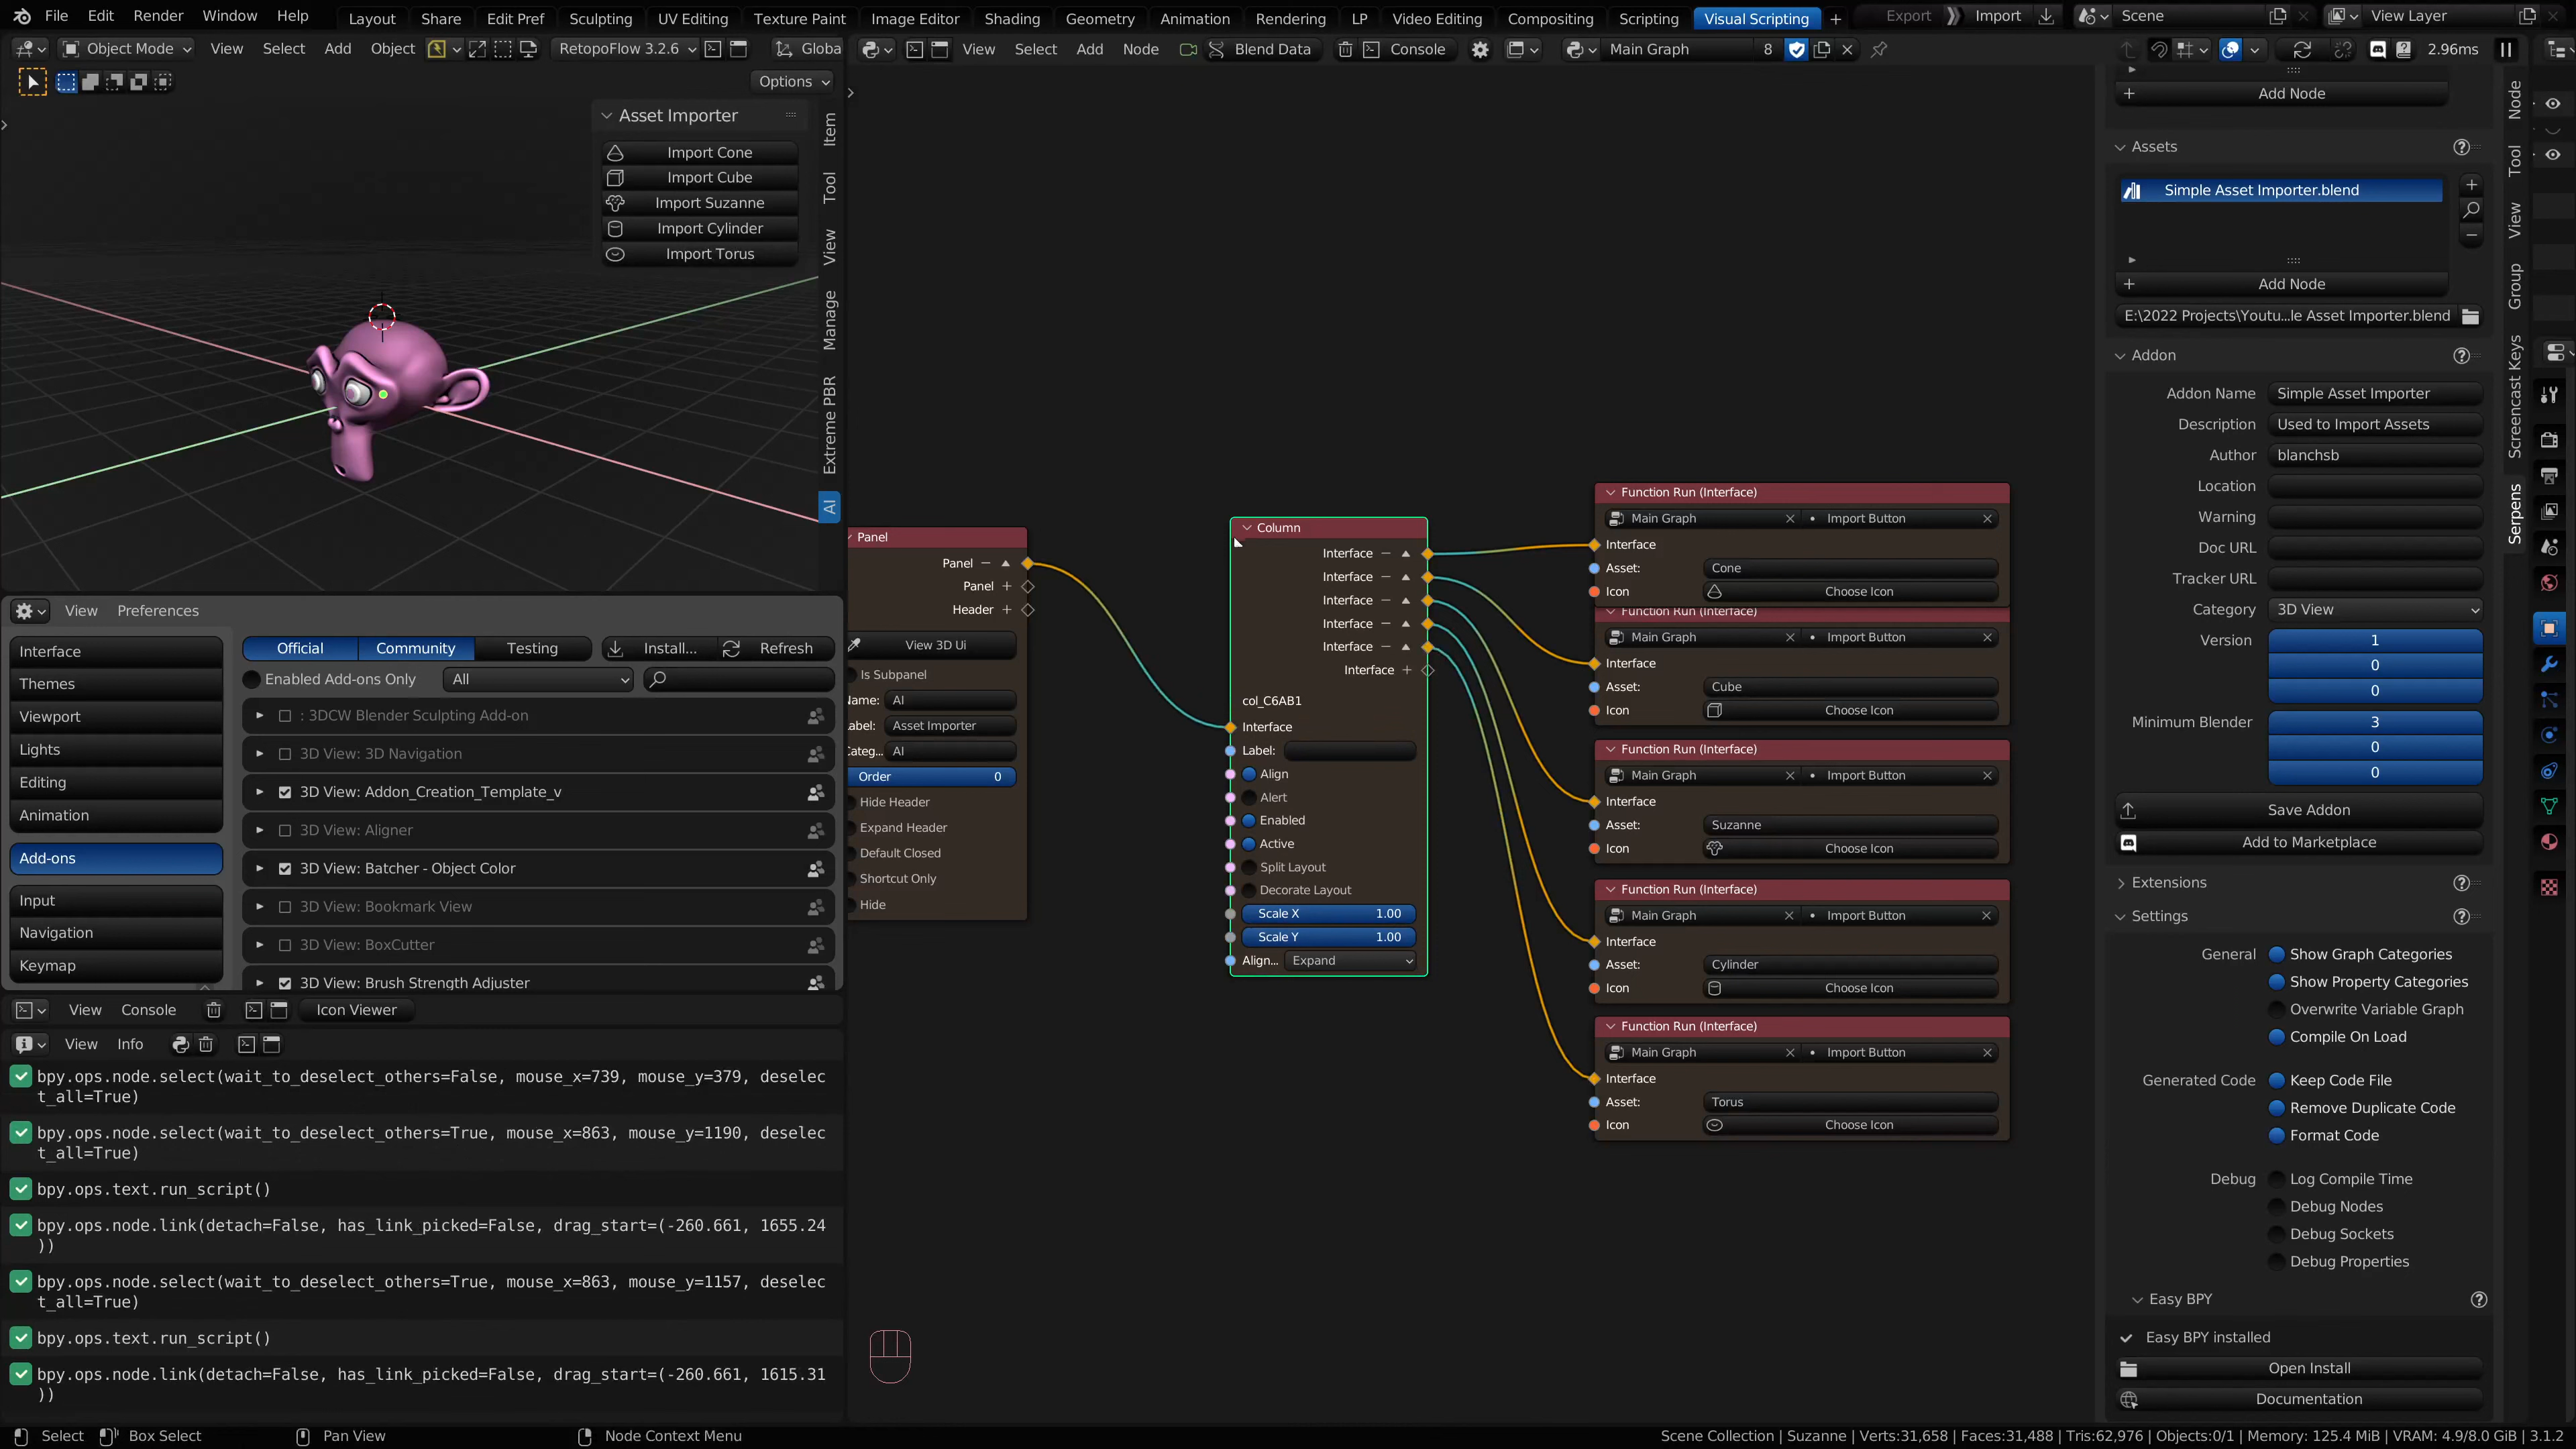 File Edit Render Window Help Layout Share Edit Pref Sculpting UV Editing Texture Paint Image Editor Shading Geometry Animation Rendering LP Video Editing Compositing Scripting Visual Scripting + Export Import Scene View Layer
Object Mode View Select Add Object RetopoFlow 3.2.6 Globa
View Select Add Node Blend Data Console Main Graph 8 2.96ms
Options
Asset Importer
Import Cone
Import Cube
Import Suzanne
Import Cylinder
Import Torus
Item
Tool
View
Manage
Extreme PBR
AI
View Preferences
Interface
Themes
Viewport
Lights
Editing
Animation
Add-ons
Input
Navigation
Keymap
Official Community Testing Install... Refresh
Enabled Add-ons Only All
: 3DCW Blender Sculpting Add-on
3D View: 3D Navigation
3D View: Addon_Creation_Template_v
3D View: Aligner
3D View: Batcher - Object Color
3D View: Bookmark View
3D View: BoxCutter
3D View: Brush Strength Adjuster
View Console Icon Viewer
View Info
bpy.ops.node.select(wait_to_deselect_others=False, mouse_x=739, mouse_y=379, deselec
t_all=True)
bpy.ops.node.select(wait_to_deselect_others=True, mouse_x=863, mouse_y=1190, deselec
t_all=True)
bpy.ops.text.run_script()
bpy.ops.node.link(detach=False, has_link_picked=False, drag_start=(-260.661, 1655.24
))
bpy.ops.node.select(wait_to_deselect_others=True, mouse_x=863, mouse_y=1157, deselec
t_all=True)
bpy.ops.text.run_script()
bpy.ops.node.link(detach=False, has_link_picked=False, drag_start=(-260.661, 1615.31
))
Panel
Panel
Panel
Header
View 3D Ui
Is Subpanel
AI
Asset Importer
AI
Order 0
Hide Header
Expand Header
Default Closed
Shortcut Only
Hide
Column
Interface
Interface
Interface
Interface
Interface
Interface
col_C6AB1
Interface
Label:
Align
Alert
Enabled
Active
Split Layout
Decorate Layout
Scale X 1.00
Scale Y 1.00
Align... Expand
Function Run (Interface)
Main Graph Import Button
Interface
Asset: Cone
Icon Choose Icon
Function Run (Interface)
Main Graph Import Button
Interface
Asset: Cube
Icon Choose Icon
Function Run (Interface)
Main Graph Import Button
Interface
Asset: Suzanne
Icon Choose Icon
Function Run (Interface)
Main Graph Import Button
Interface
Asset: Cylinder
Icon Choose Icon
Function Run (Interface)
Main Graph Import Button
Interface
Asset: Torus
Icon Choose Icon
Add Node
Assets
Simple Asset Importer.blend
Add Node
E:\2022 Projects\Youtu...le Asset Importer.blend
Addon
Addon Name Simple Asset Importer
Description Used to Import Assets
Author blanchsb
Location
Warning
Doc URL
Tracker URL
Category 3D View
Version 1
0
0
Minimum Blender 3
0
0
Save Addon
Add to Marketplace
Extensions
Settings
General Show Graph Categories
Show Property Categories
Overwrite Variable Graph
Compile On Load
Generated Code Keep Code File
Remove Duplicate Code
Format Code
Debug Log Compile Time
Debug Nodes
Debug Sockets
Debug Properties
Easy BPY
Easy BPY installed
Open Install
Documentation
Node
Tool
View
Group
Screencast Keys
Serpens
Select Box Select Pan View Node Context Menu
Scene Collection | Suzanne | Verts:31,658 | Faces:31,488 | Tris:62,976 | Objects:0/1 | Memory: 125.4 MiB | VRAM: 4.9/8.0 GiB | 3.1.2